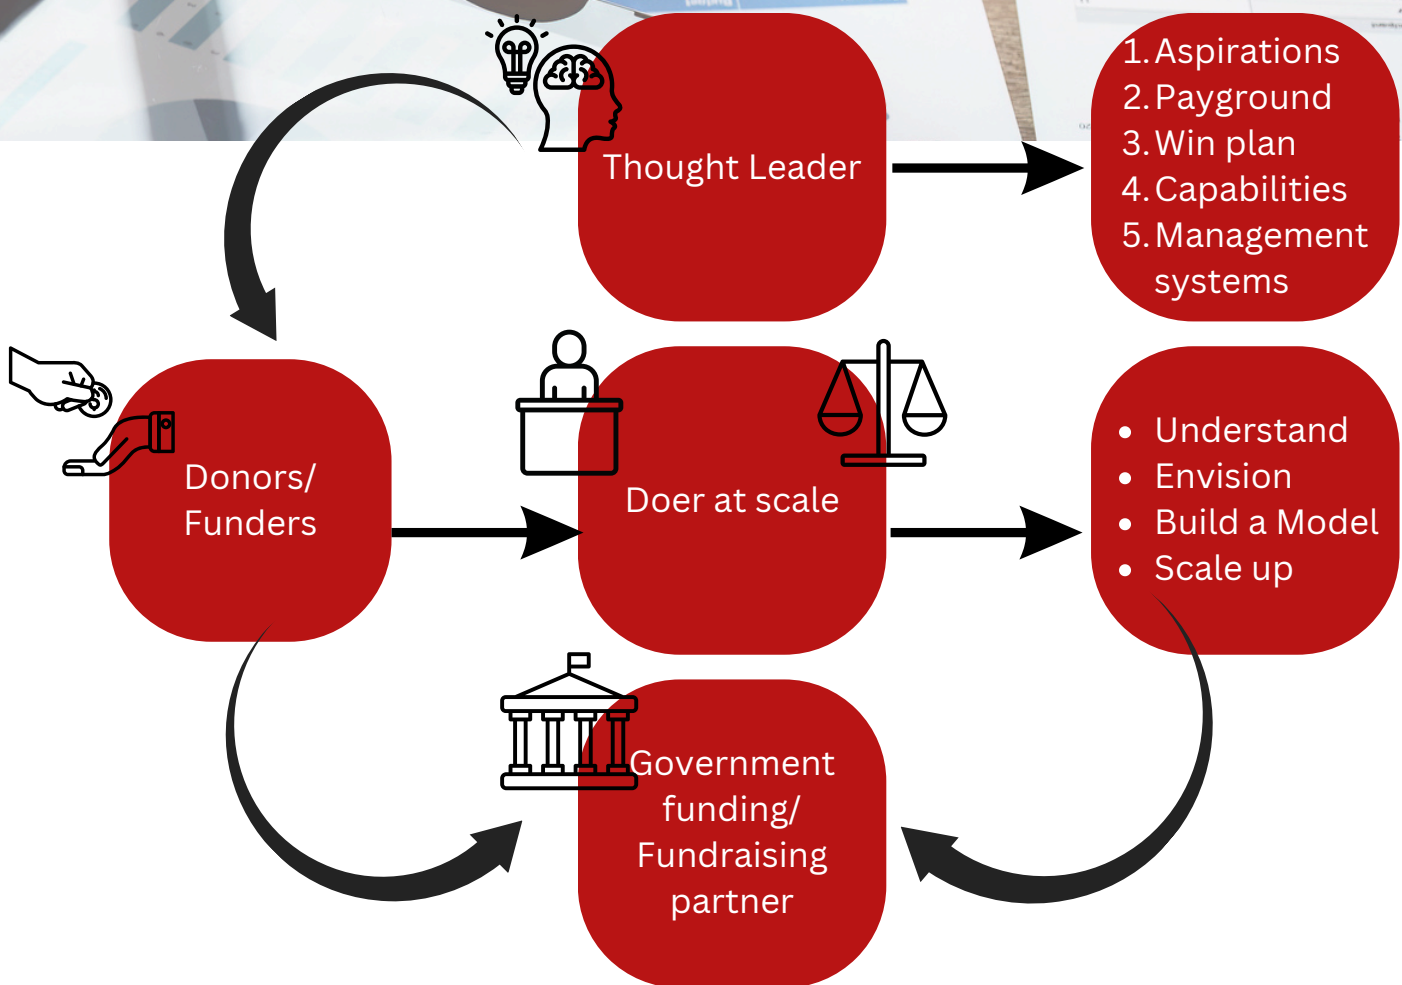 Budget
Thought Leader
1. Aspirations
2. Payground
3. Win plan
4. Capabilities
5. Management
systems
Donors/
Funders
Doer at scale
• Understand
• Envision
• Build a Model
• Scale up
Government
funding/
Fundraising
partner